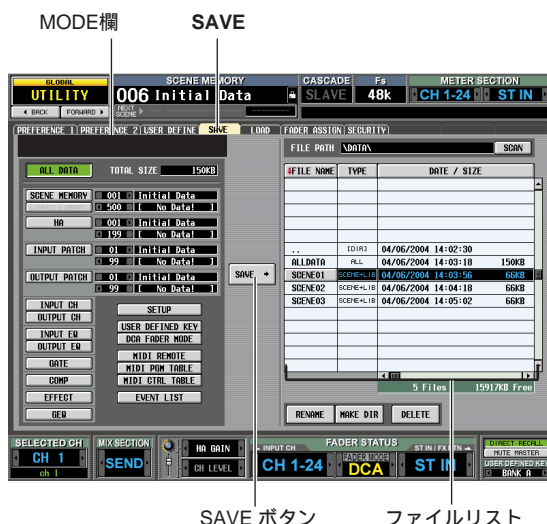 MODE欄 SAVE
GLOBAL SCENE MEMORY CASCADE Fs METER SECTION
UTILITY 006 Initial Data SLAVE 48k CH 1-24 ST IN
BACK FORWARD NEXT SCENE
PREFERENCE 1 PREFERENCE 2 USER DEFINE SAVE LOAD FADER ASSIGN SECURITY
FILE PATH \DATA\ SCAN
ALL DATA TOTAL SIZE 150KB
FILE NAME TYPE DATE / SIZE
SCENE MEMORY 001 Initial Data
500 [ No Data! ]
HA 001 Initial Data
199 [ No Data! ]
INPUT PATCH 01 Initial Data
99 [ No Data! ]
OUTPUT PATCH 01 Initial Data
99 [ No Data! ]
SAVE
.. [DIR] 04/06/2004 14:02:30
ALLDATA ALL 04/06/2004 14:03:18 150KB
SCENE01 SCENE+LIB 04/06/2004 14:03:56 66KB
SCENE02 SCENE+LIB 04/06/2004 14:04:18 66KB
SCENE03 SCENE+LIB 04/06/2004 14:05:02 66KB
INPUT CH
OUTPUT CH
INPUT EQ
OUTPUT EQ
GATE
COMP
EFFECT
GEQ
SETUP
USER DEFINED KEY
DCA FADER MODE
MIDI REMOTE
MIDI PGM TABLE
MIDI CTRL TABLE
EVENT LIST
5 Files 15917KB Free
RENAME MAKE DIR DELETE
SELECTED CH MIX SECTION HA GAIN INPUT CH FADER STATUS ST IN / FX RTN DIRECT RECALL
MUTE MASTER
CH 1 SEND CH LEVEL CH 1-24 FADER MODE DCA ST IN USER DEFINED KEY
ch 1 BANK A
SAVE ボタン ファイルリスト